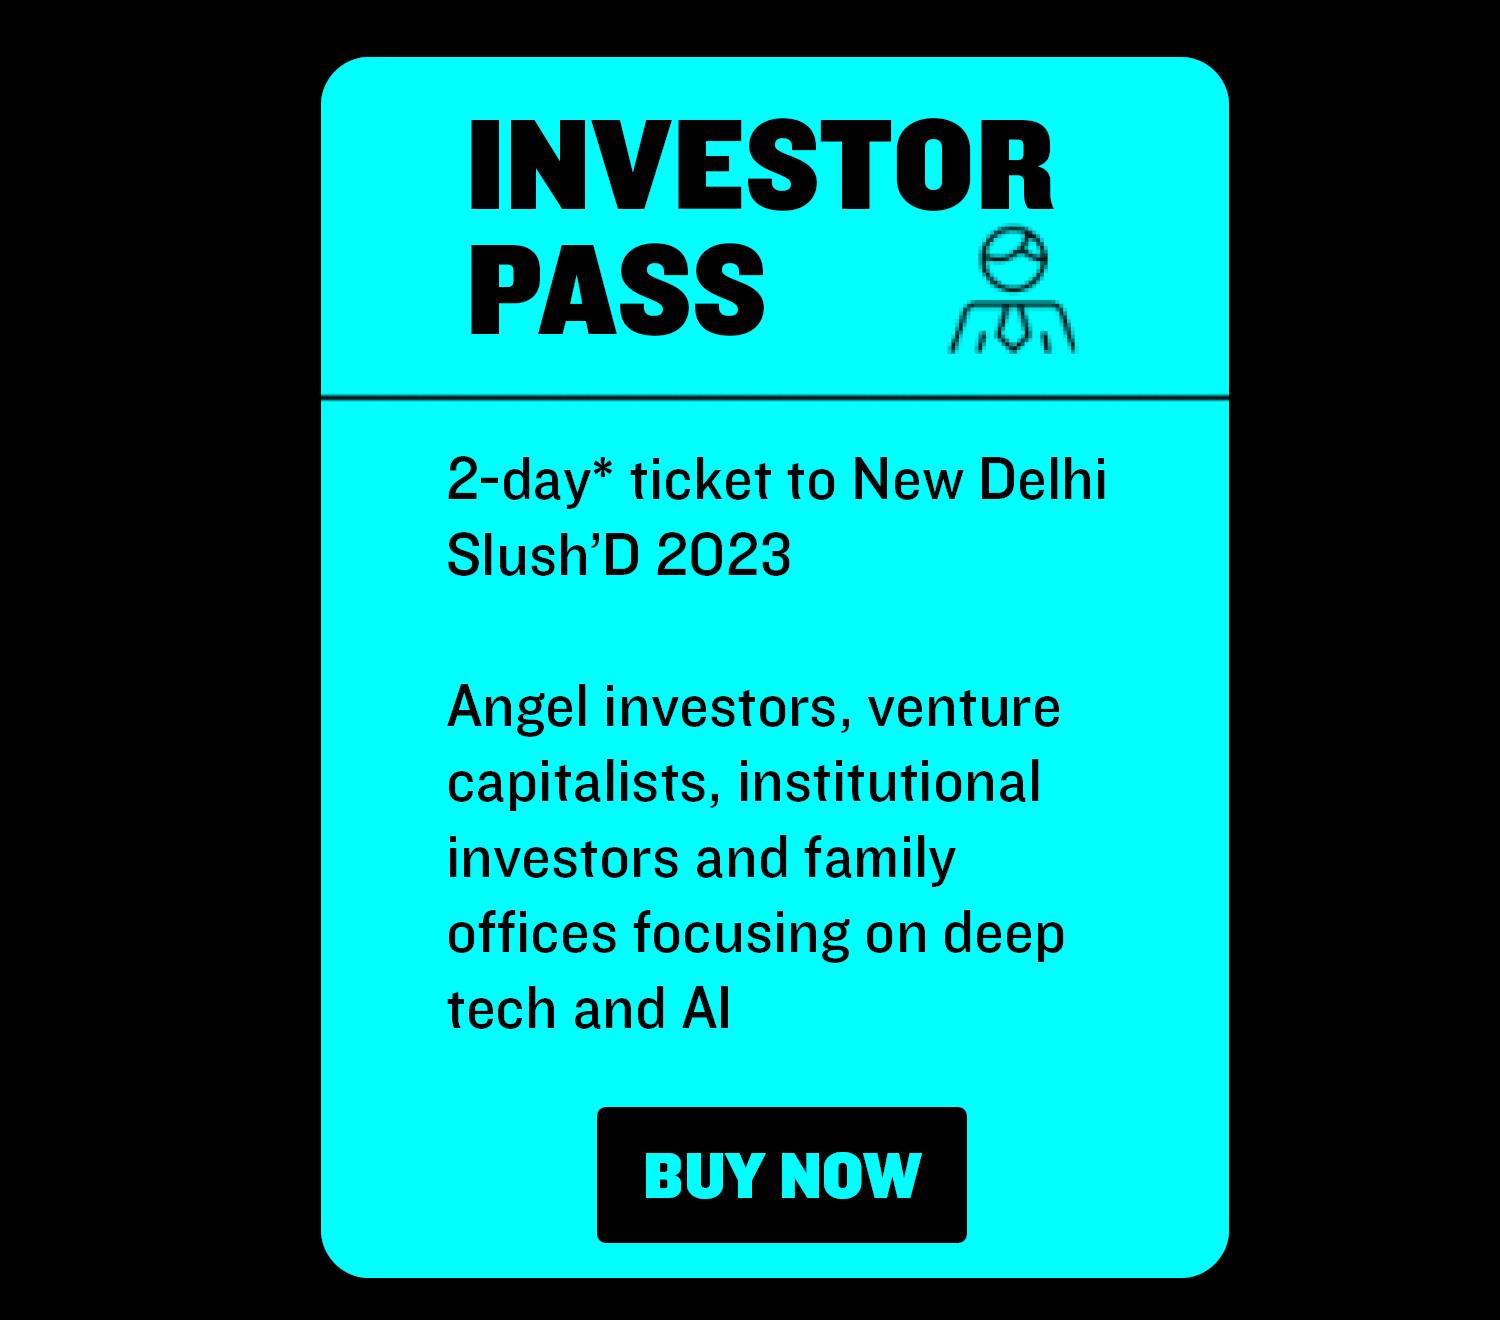 INVESTOR
PASS
2-day* ticket to New Delhi
Slush’D 2023
Angel investors, venture
capitalists, institutional
investors and family
offices focusing on deep
tech and AI
BUY NOW